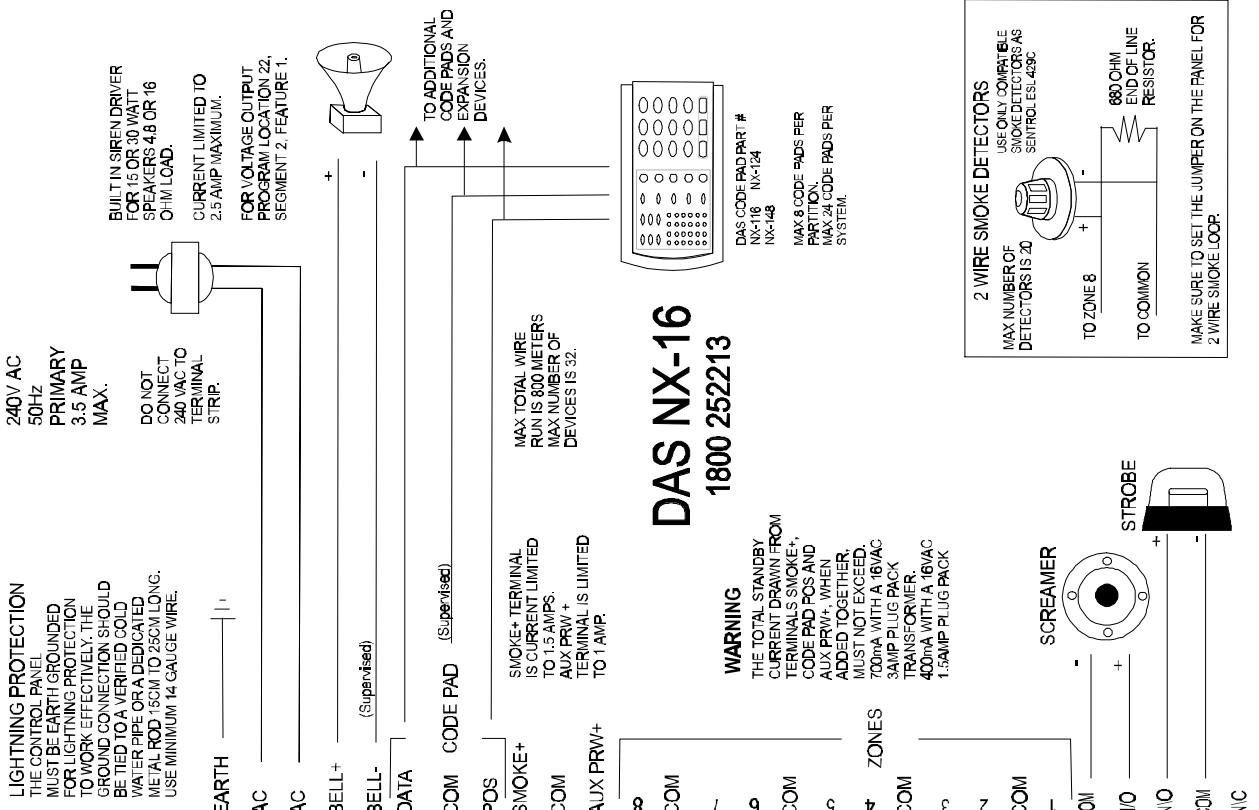 LIGHTNING PROTECTION
THE CONTROL PANEL
MUST BE EARTH GROUNDED
FOR LIGHTNING PROTECTION
TO WORK EFFECTIVELY. THE
GROUND CONNECTION SHOULD
BE TIED TO A VERIFIED COLD
WATER PIPE OR A DEDICATED
METAL ROD 15CM TO 25CM LONG.
USE MINIMUM 14 GAUGE WIRE.
240V AC
50Hz
PRIMARY
3.5 AMP
MAX.
DO NOT
CONNECT
240 VAC TO
TERMINAL
STRIP.
BUILT IN SIREN DRIVER
FOR 15 OR 30 WATT
SPEAKERS 4,8 OR 16
OHM LOAD.
CURRENT LIMITED TO
2.5 AMP MAXIMUM.
FOR VOLTAGE OUTPUT
PROGRAM LOCATION 22,
SEGMENT 2, FEATURE 1.
+
-
TO ADDITIONAL
CODE PADS AND
EXPANSION
DEVICES.
EARTH
AC
AC
BELL+
BELL-
(Supervised)
DATA
COM
POS
CODE PAD
(Supervised)
SMOKE+
COM
AUX PRW+
MAX TOTAL WIRE
RUN IS 800 METERS
MAX NUMBER OF
DEVICES IS 32.
SMOKE+ TERMINAL
IS CURRENT LIMITED
TO 1.5 AMPS.
AUX PRW +
TERMINAL IS LIMITED
TO 1 AMP.
DAS CODE PAD PART #
NX-116 NX-124
NX-148
MAX 8 CODE PADS PER
PARTITION.
MAX 24 CODE PADS PER
SYSTEM.
DAS NX-16
1800 252213
WARNING
THE TOTAL STANDBY
CURRENT DRAWN FROM
TERMINALS SMOKE+,
CODE PAD POS AND
AUX PRW+, WHEN
ADDED TOGETHER,
MUST NOT EXCEED.
700mA WITH A 16VAC
3AMP PLUG PACK
TRANSFORMER.
400mA WITH A 16VAC
1.5AMP PLUG PACK
ZONES
COM
COM
COM
COM
SCREAMER
-
+
STROBE
+
-
N/O
N/C
2 WIRE SMOKE DETECTORS
MAX NUMBER OF
DETECTORS IS 20
USE ONLY COMPATIBLE
SMOKE DETECTORS AS
SENTROL ESL 429C
+
-
TO ZONE 8
TO COMMON
680 OHM
END OF LINE
RESISTOR.
MAKE SURE TO SET THE JUMPER ON THE PANEL FOR
2 WIRE SMOKE LOOP.